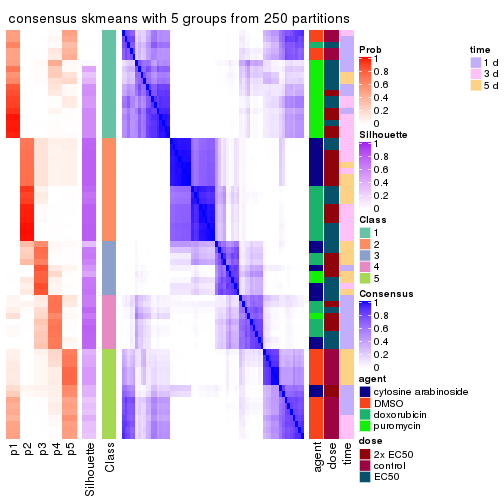 consensus skmeans with 5 groups from 250 partitions
Prob
1
0.8
0.6
0.4
0.2
0
time
1 d
3 d
5 d
Silhouette
1
0.8
0.6
0.4
0.2
0
Class
1
2
3
4
5
Consensus
1
0.8
0.6
0.4
0.2
0
agent
cytosine arabinoside
DMSO
doxorubicin
puromycin
dose
2x EC50
control
EC50
p1
p2
p3
p4
p5
Silhouette
Class
agent
dose
time